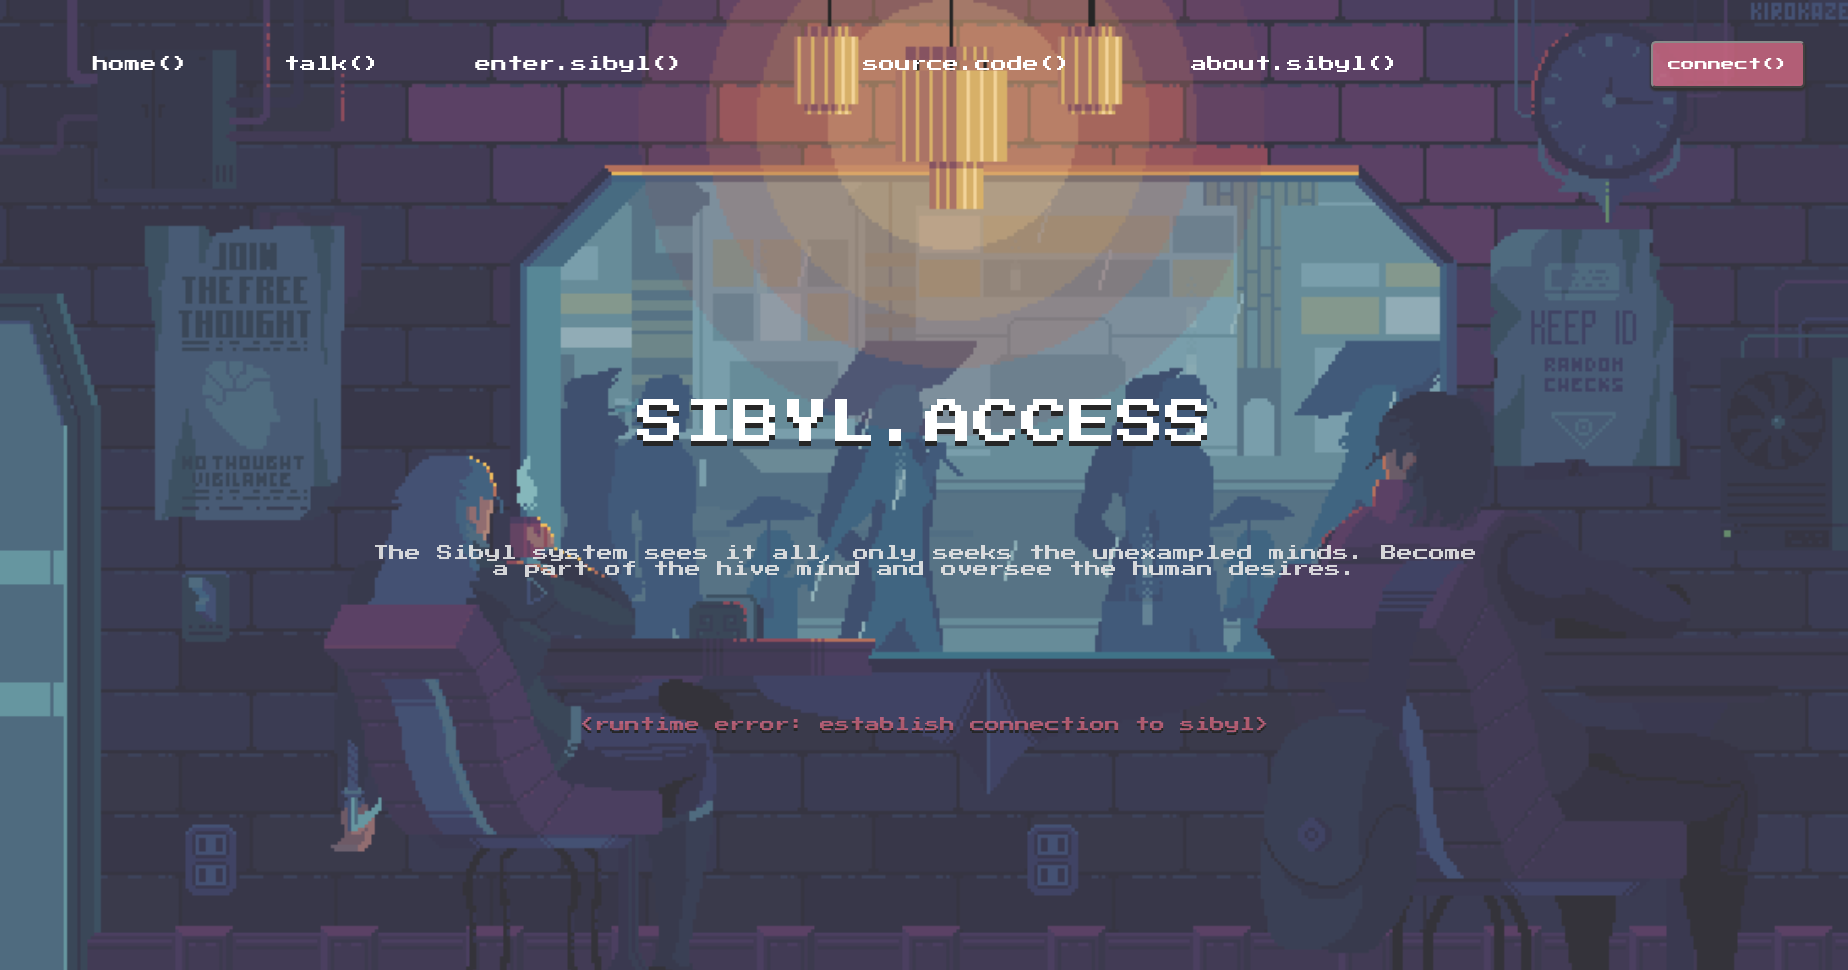 KIROKAZE
home()
talk()
enter.sibyl()
source.code()
about.sibyl()
connect()
JOIN
THE FREE
THOUGHT
NO THOUGHT
VIGILANCE
KEEP ID
RANDOM
CHECKS
SIBYL.ACCESS
The Sibyl system sees it all, only seeks the unexampled minds. Become
a part of the hive mind and oversee the human desires.
<runtime error: establish connection to sibyl>